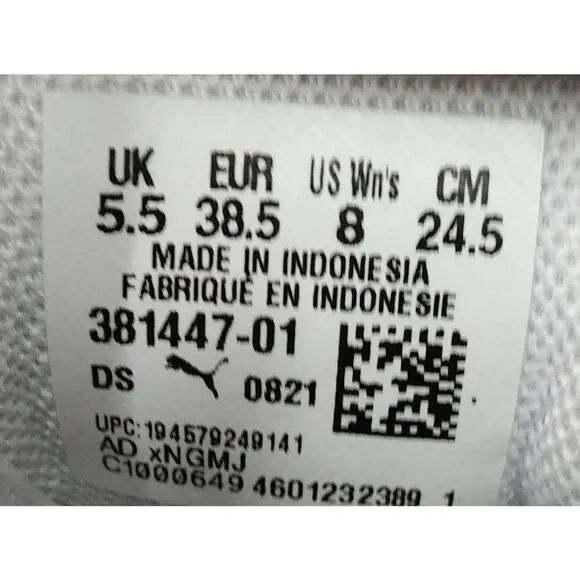 UK EUR US Wn's CM
5.5 38.5 8 24.5
MADE IN INDONESIA
FABRIQUÉ EN INDONESIE
381447-01
DS 0821
UPC:194579249141
AD xNGMJ
C1000649 4601232389 1